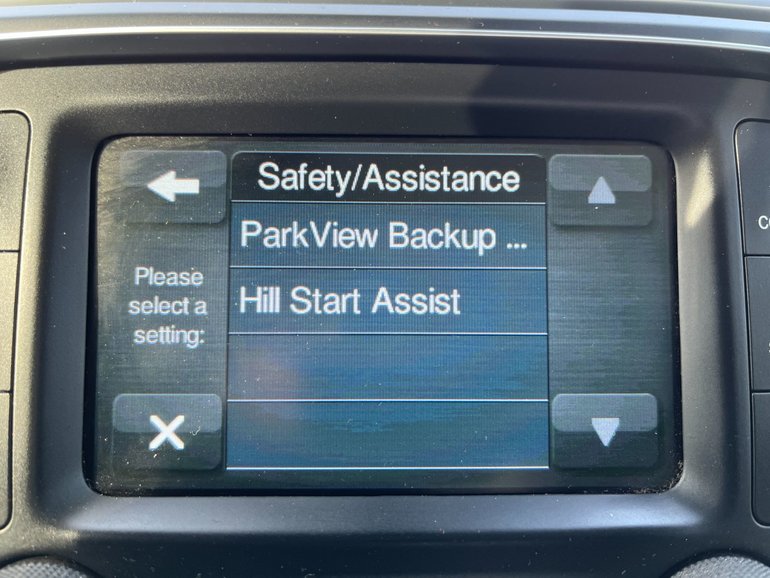 Safety/Assistance
ParkView Backup ...
Hill Start Assist
Please
select a
setting: